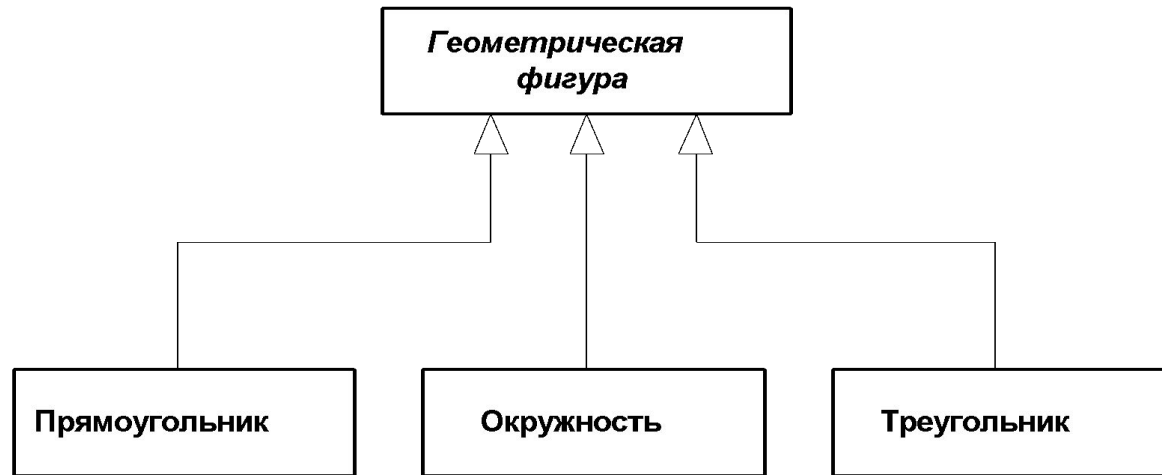 Геометрическая
фигура
Прямоугольник
Окружность
Треугольник